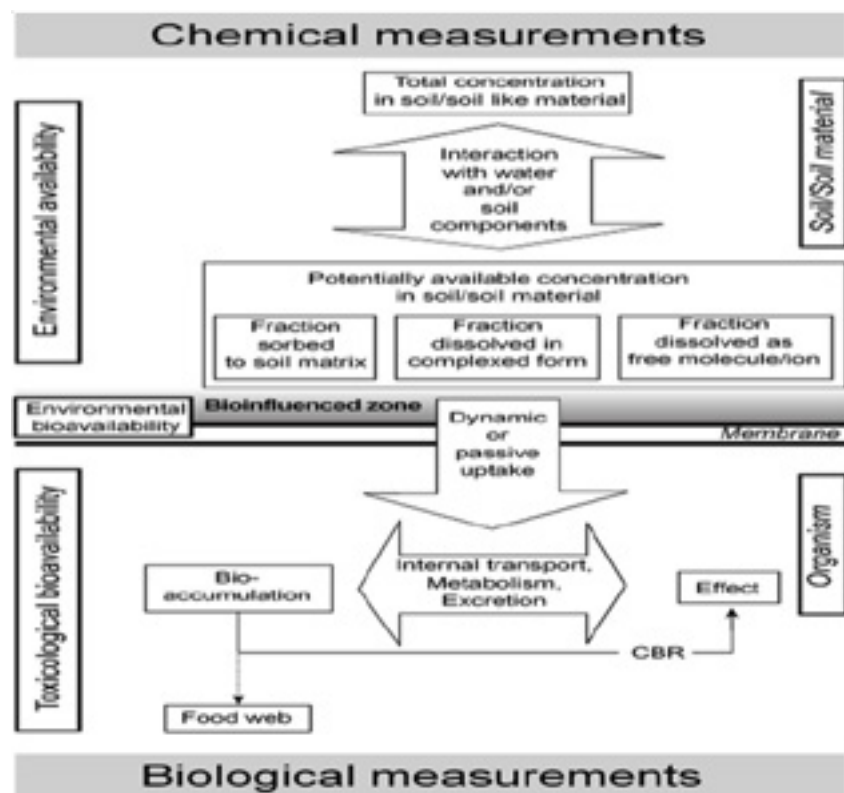 Chemical measurements
Total concentration
in soil/soil like material
Environmental availability
Soil/Soil material
Interaction
with water
and/or
soil
components
Potentially available concentration
in soil/soil material
Fraction
sorbed
to soil matrix
Fraction
dissolved in
complexed form
Fraction
dissolved as
free molecule/ion
Environmental
bioavailability
Bioinfluenced zone
Membrane
Dynamic
or
passive
uptake
Toxicological bioavailability
Organism
Bio-
accumulation
Internal transport,
Metabolism,
Excretion
Effect
CBR
Food web
Biological measurements